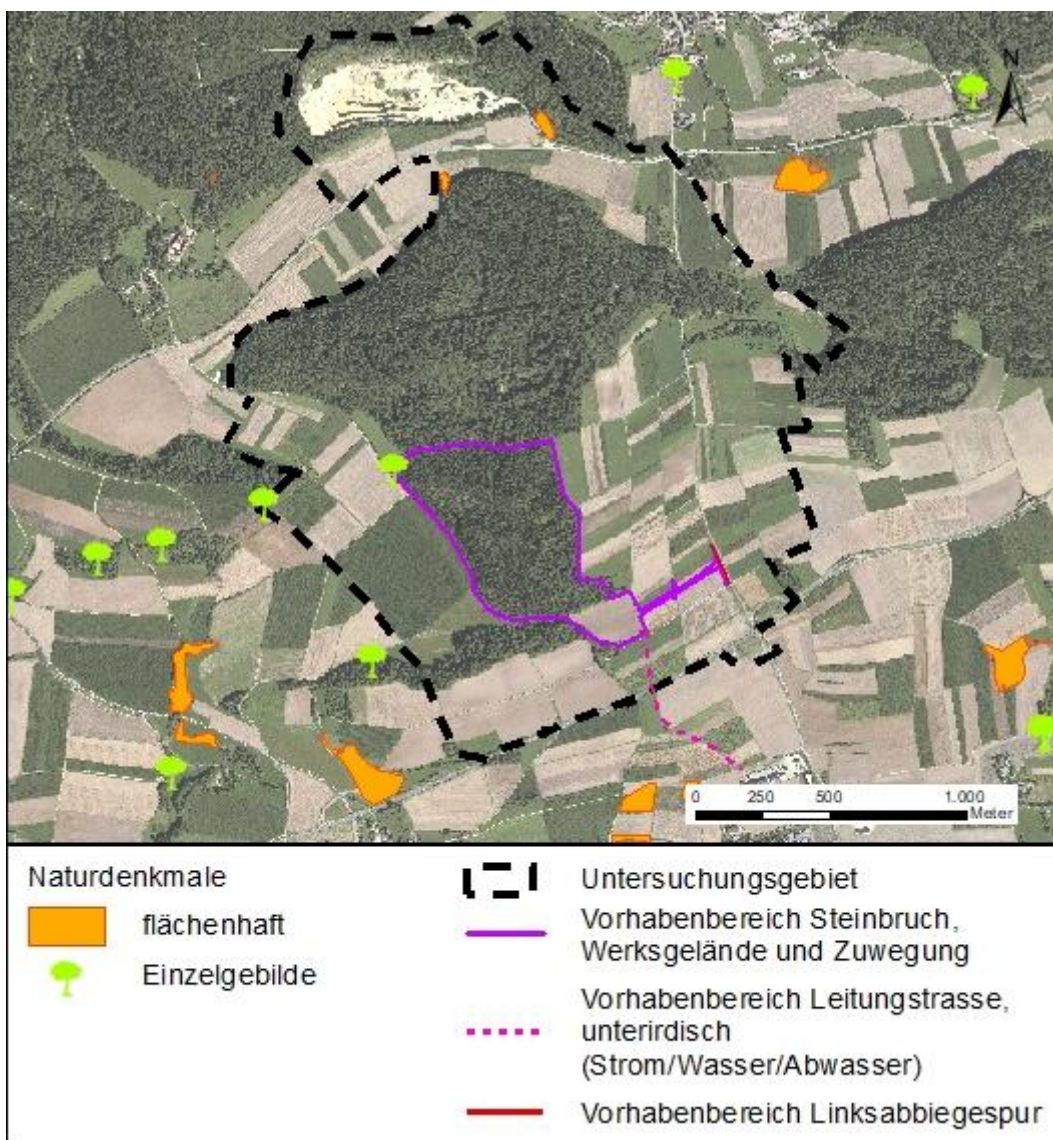 N
0 250 500 1.000
Meter
Naturdenkmale
flächenhaft
Einzelgebilde
Untersuchungsgebiet
Vorhabenbereich Steinbruch,
Werksgelände und Zuwegung
Vorhabenbereich Leitungstrasse,
unterirdisch
(Strom/Wasser/Abwasser)
Vorhabenbereich Linksabbiegespur